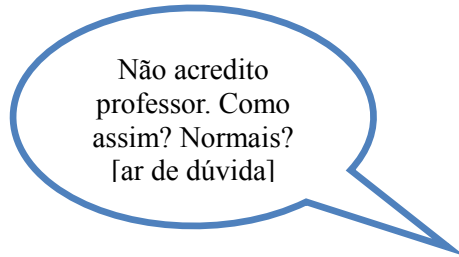 Não acredito
professor. Como
assim? Normais?
[ar de dúvida]